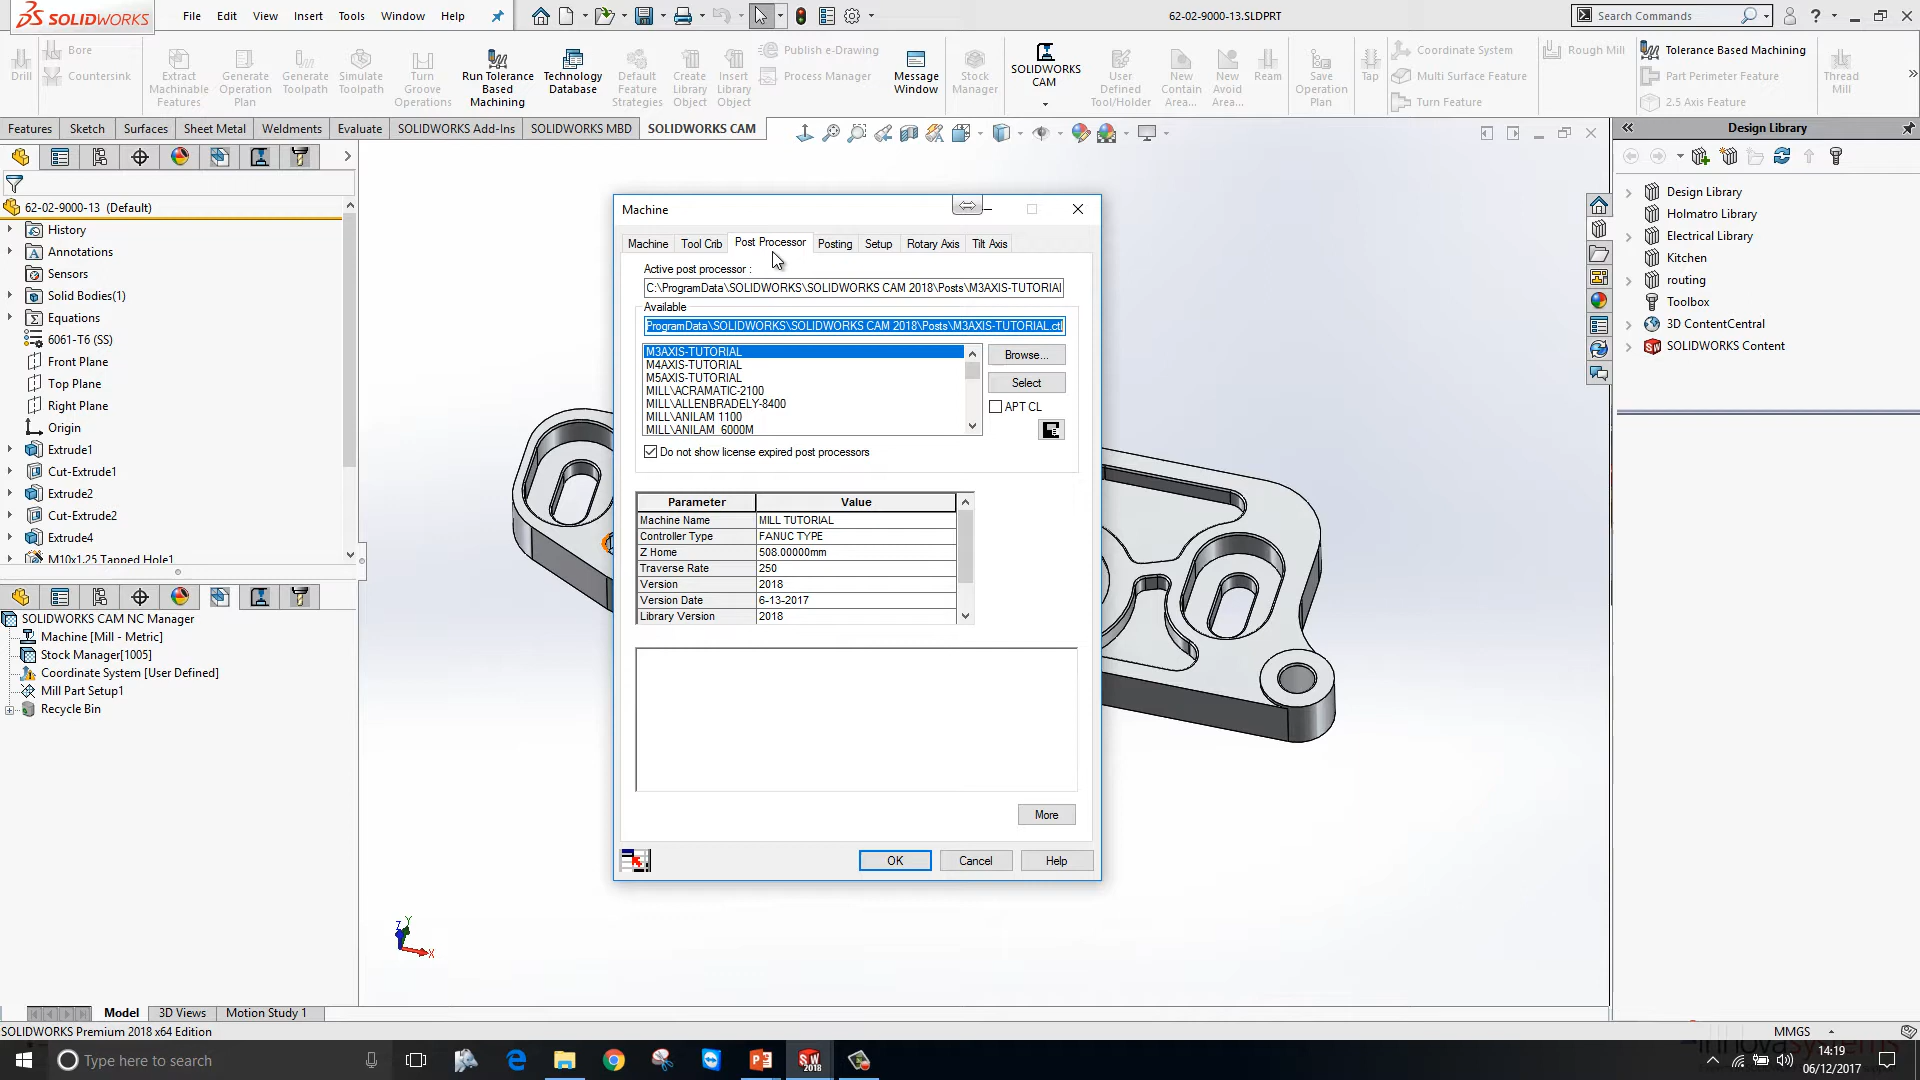 SOLIDWORKS
File Edit View Insert Tools Window Help
62-02-9000-13.SLDPRT
Search Commands
Drill
Bore
Countersink
Extract Machinable Features
Generate Operation Plan
Generate Toolpath
Simulate Toolpath
Turn Groove Operations
Run Tolerance Based Machining
Technology Database
Default Feature Strategies
Create Library Object
Insert Library Object
Publish e-Drawing
Process Manager
Message Window
Stock Manager
SOLIDWORKS CAM
User Defined Tool/Holder
New Contain Area...
New Avoid Area...
Ream
Save Operation Plan
Tap
Coordinate System
Multi Surface Feature
Turn Feature
Rough Mill
Tolerance Based Machining
Part Perimeter Feature
2.5 Axis Feature
Thread Mill
Features Sketch Surfaces Sheet Metal Weldments Evaluate SOLIDWORKS Add-Ins SOLIDWORKS MBD SOLIDWORKS CAM
62-02-9000-13 (Default)
History
Annotations
Sensors
Solid Bodies(1)
Equations
6061-T6 (SS)
Front Plane
Top Plane
Right Plane
Origin
Extrude1
Cut-Extrude1
Extrude2
Cut-Extrude2
Extrude4
M10x1.25 Tapped Hole1
SOLIDWORKS CAM NC Manager
Machine [Mill - Metric]
Stock Manager[1005]
Coordinate System [User Defined]
Mill Part Setup1
Recycle Bin
Machine
Machine Tool Crib Post Processor Posting Setup Rotary Axis Tilt Axis
Active post processor :
C:\ProgramData\SOLIDWORKS\SOLIDWORKS CAM 2018\Posts\M3AXIS-TUTORIAL
Available
ProgramData\SOLIDWORKS\SOLIDWORKS CAM 2018\Posts\M3AXIS-TUTORIAL.ctl
M3AXIS-TUTORIAL
M4AXIS-TUTORIAL
M5AXIS-TUTORIAL
MILL\ACRAMATIC-2100
MILL\ALLENBRADELY-8400
MILL\ANILAM 1100
MILL\ANILAM 6000M
Browse...
Select
APT CL
Do not show license expired post processors
Parameter Value
Machine Name MILL TUTORIAL
Controller Type FANUC TYPE
Z Home 508.00000mm
Traverse Rate 250
Version 2018
Version Date 6-13-2017
Library Version 2018
More
OK Cancel Help
Z Y X
Design Library
Design Library
Holmatro Library
Electrical Library
Kitchen
routing
Toolbox
3D ContentCentral
SOLIDWORKS Content
Model 3D Views Motion Study 1
SOLIDWORKS Premium 2018 x64 Edition
MMGS
Type here to search
SW 2018
14:19
06/12/2017